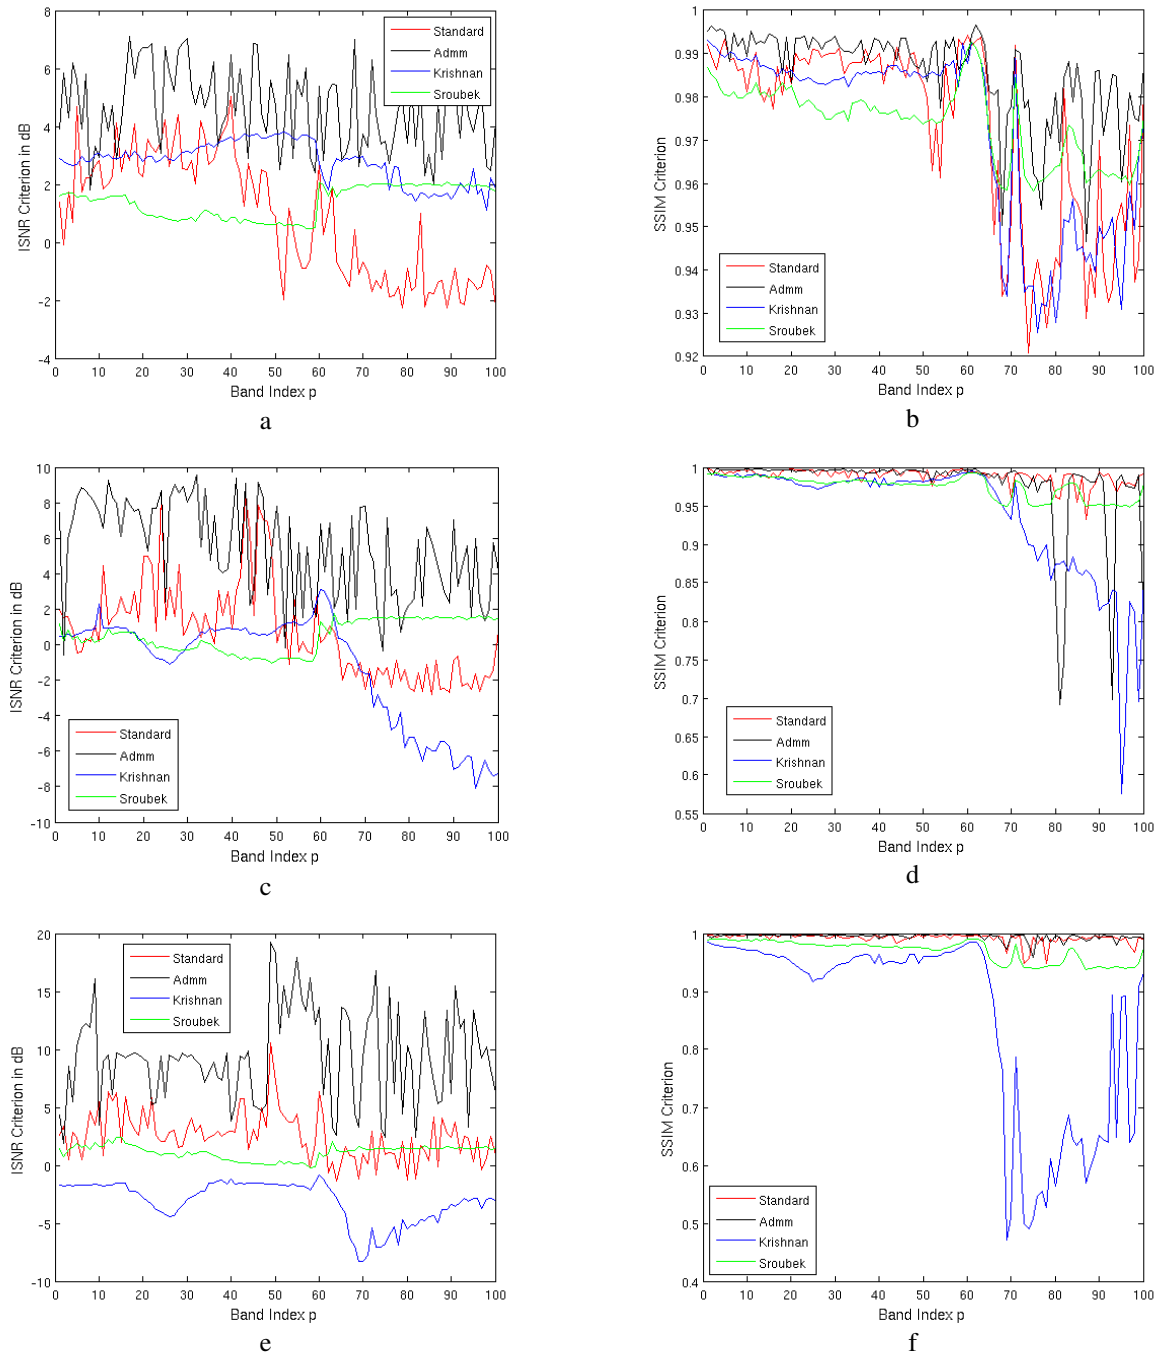 8
6
4
2
0
-2
-4
ISNR Criterion in dB
Standard
Admm
Krishnan
Sroubek
0 10 20 30 40 50 60 70 80 90 100
Band Index p
a
1
0.99
0.98
0.97
0.96
0.95
0.94
0.93
0.92
SSIM Criterion
Standard
Admm
Krishnan
Sroubek
0 10 20 30 40 50 60 70 80 90 100
Band Index p
b
10
8
6
4
2
0
-2
-4
-6
-8
-10
ISNR Criterion in dB
Standard
Admm
Krishnan
Sroubek
0 10 20 30 40 50 60 70 80 90 100
Band Index p
c
1
0.95
0.9
0.85
0.8
0.75
0.7
0.65
0.6
0.55
SSIM Criterion
Standard
Admm
Krishnan
Sroubek
0 10 20 30 40 50 60 70 80 90 100
Band Index p
d
20
15
10
5
0
-5
-10
ISNR Criterion in dB
Standard
Admm
Krishnan
Sroubek
0 10 20 30 40 50 60 70 80 90 100
Band Index p
e
1
0.9
0.8
0.7
0.6
0.5
0.4
SSIM Criterion
Standard
Admm
Krishnan
Sroubek
0 10 20 30 40 50 60 70 80 90 100
Band Index p
f